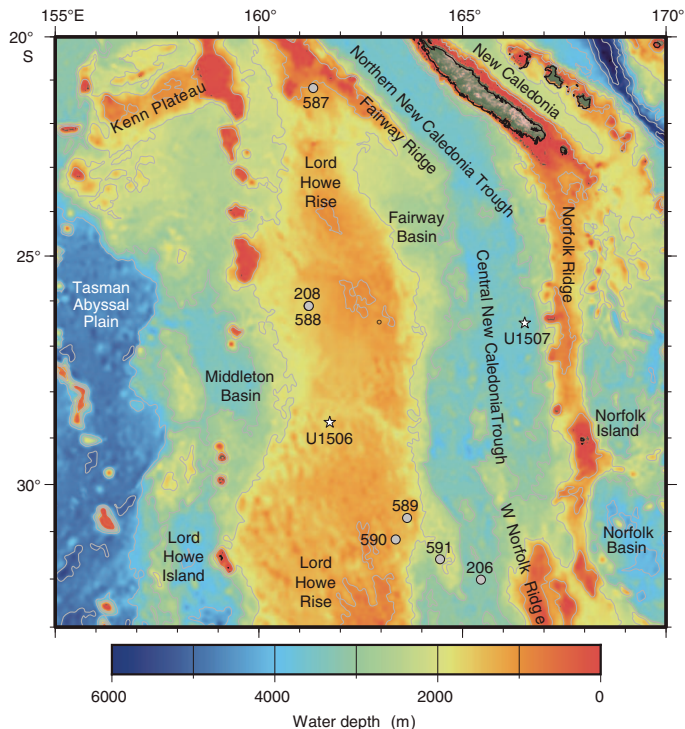 155°E
160°
165°
170°
20°
S
New Caledonia
Northern New Caledonia Trough
Kenn Plateau
587
Fairway Ridge
Lord
Howe
Rise
Fairway
Basin
Norfolk Ridge
25°
Tasman
Abyssal
Plain
208
588
Central New CaledoniaTrough
U1507
Middleton
Basin
U1506
Norfolk
Island
30°
589
590
591
206
Lord
Howe
Island
Lord
Howe
Rise
W Norfolk Ridge
Norfolk
Basin
6000
4000
2000
0
Water depth (m)